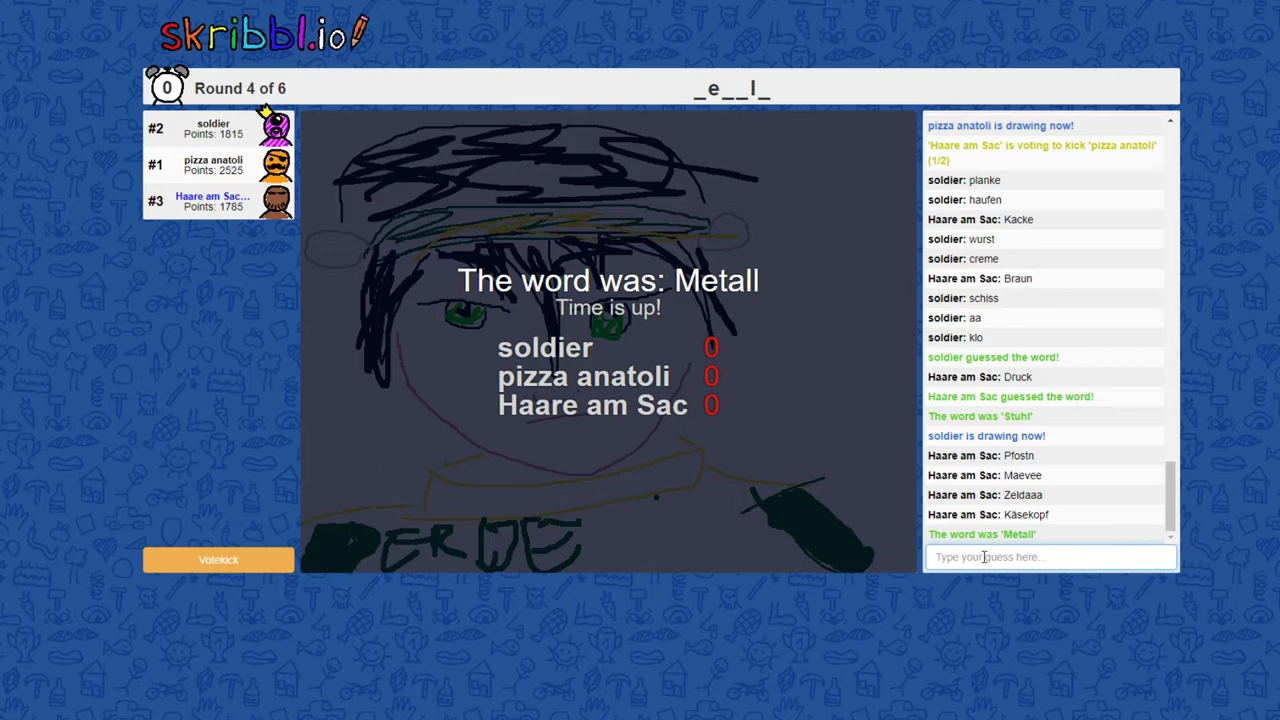 skribbl.io
0
Round 4 of 6
_e__l_
#2
soldier
Points: 1815
#1
pizza anatoli
Points: 2525
#3
Haare am Sac...
Points: 1785
The word was: Metall
Time is up!
soldier 0
pizza anatoli 0
Haare am Sac 0
DERDE
Votekick
pizza anatoli is drawing now!
'Haare am Sac' is voting to kick 'pizza anatoli'
(1/2)
soldier: planke
soldier: haufen
Haare am Sac: Kacke
soldier: wurst
soldier: creme
Haare am Sac: Braun
soldier: schiss
soldier: aa
soldier: klo
soldier guessed the word!
Haare am Sac: Druck
Haare am Sac guessed the word!
The word was 'Stuhl'
soldier is drawing now!
Haare am Sac: Pfostn
Haare am Sac: Maevee
Haare am Sac: Zeldaaa
Haare am Sac: Käsekopf
The word was 'Metall'
Type your guess here...